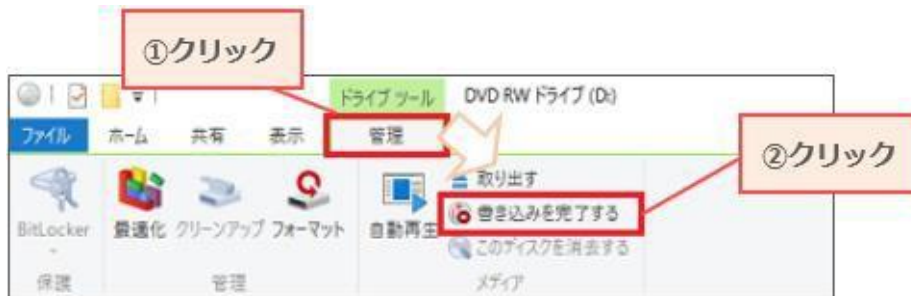 ①クリック
ドライブ ツール DVD RW ドライブ (D:)
ファイル ホーム 共有 表示 管理
②クリック
取り出す
書き込みを完了する
BitLocker 最適化 クリーンアップ フォーマット 自動再生
このディスクを消去する
保護 管理 メディア